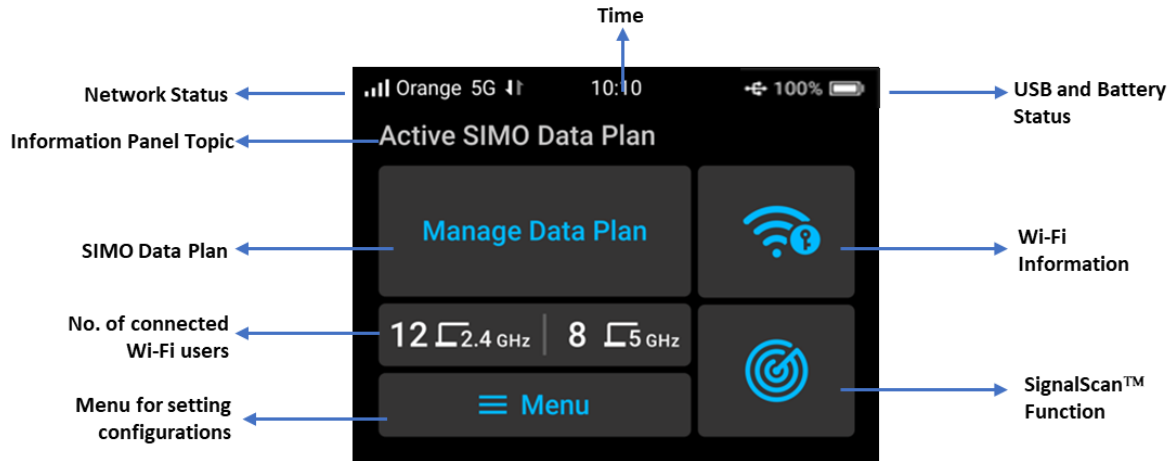 Time
Network Status
Orange 5G 10:10 100%
USB and Battery
Status
Information Panel Topic
Active SIMO Data Plan
SIMO Data Plan
Manage Data Plan
Wi-Fi
Information
No. of connected
Wi-Fi users
12 2.4 GHz 8 5 GHz
Menu for setting
configurations
Menu
SignalScan™
Function